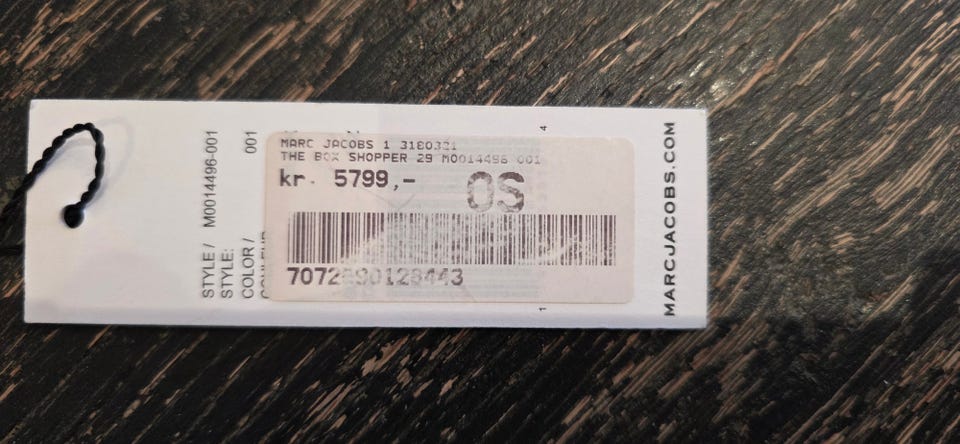 MARC JACOBS 1 3180321
THE BOX SHOPPER 29 M0014496 001
kr. 5799,-
OS
STYLE / M0014496-001
STYLE:
COLOR / 001
MARCJACOBS.COM